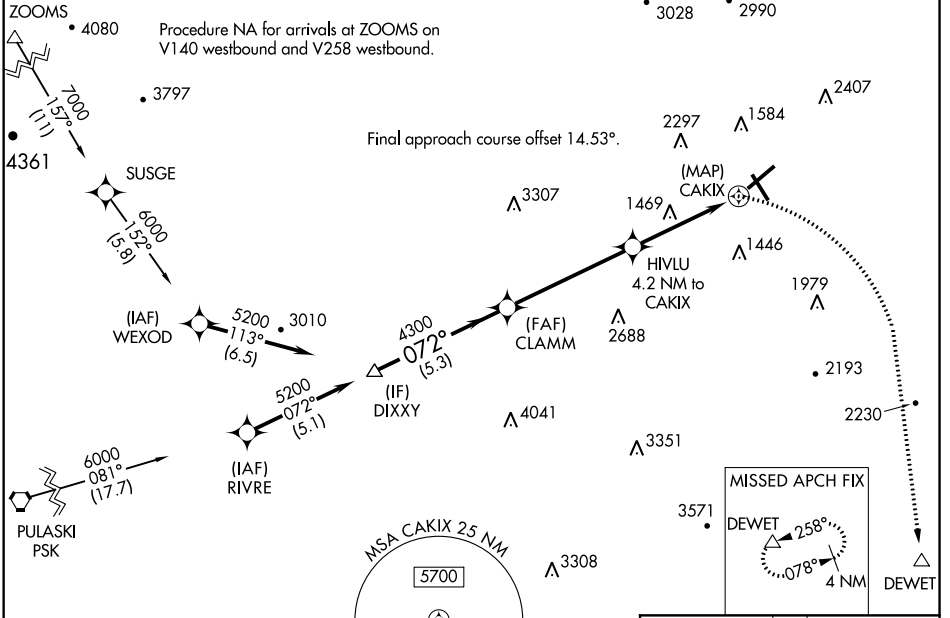 ZOOMS
4080
Procedure NA for arrivals at ZOOMS on
V140 westbound and V258 westbound.
3028
2990
7000
157°
(11)
3797
4361
2407
1584
2297
Final approach course offset 14.53°.
SUSGE
(MAP)
CAKIX
3307
1469
6000
152°
(5.8)
1446
HIVLU
4.2 NM to
CAKIX
1979
(IAF)
WEXOD
5200
113°
(6.5)
3010
4300
072°
(5.3)
(FAF)
CLAMM
2688
2193
(IF)
DIXXY
5200
072°
(5.1)
2230
4041
(IAF)
RIVRE
3351
6000
081°
(17.7)
PULASKI
PSK
MISSED APCH FIX
DEWET
258°
078°
4 NM
3571
DEWET
MSA CAKIX 25 NM
5700
3308